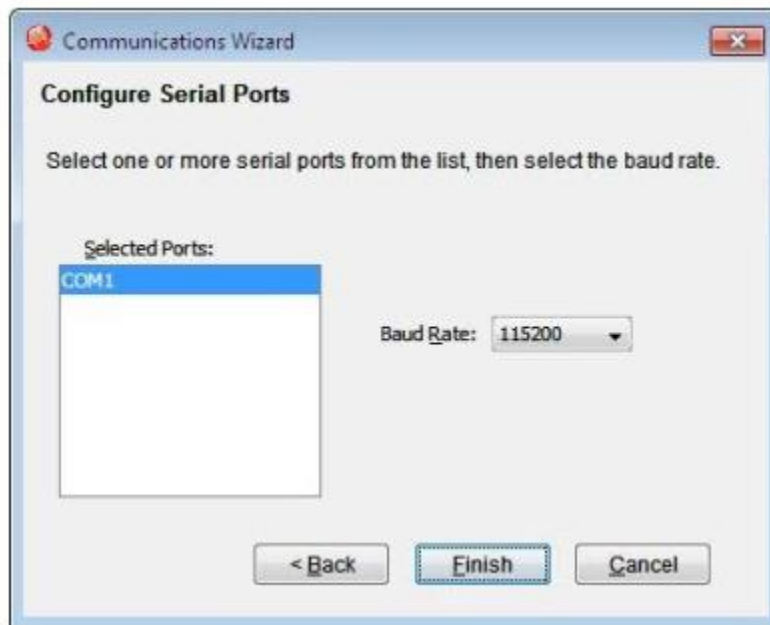 Communications Wizard
Configure Serial Ports
Select one or more serial ports from the list, then select the baud rate.
Selected Ports:
COM1
Baud Rate: 115200
< Back Finish Cancel